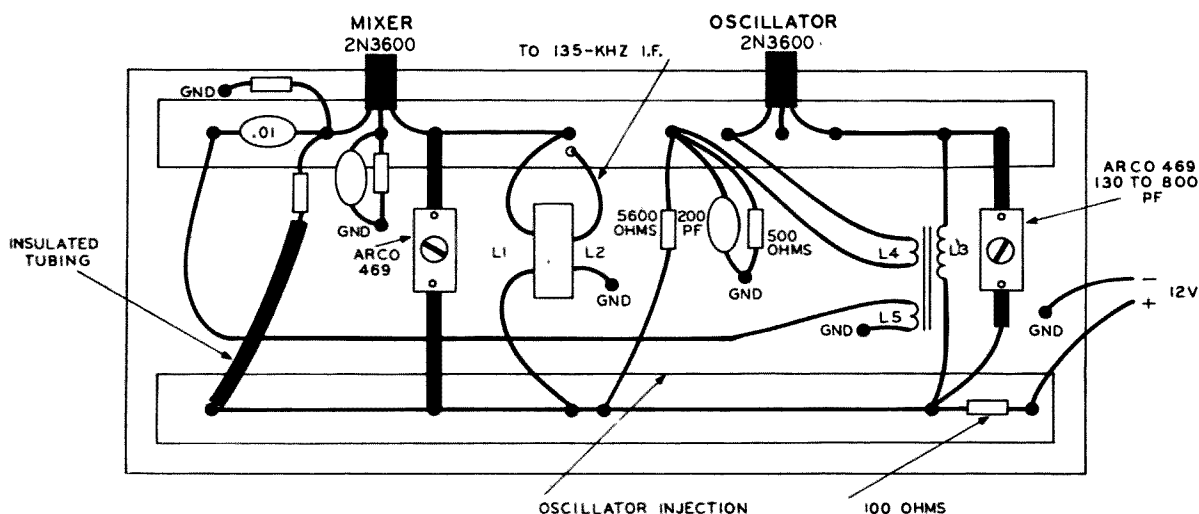 MIXER
2N3600
OSCILLATOR
2N3600
TO 135-KHZ I.F.
GND
.01
GND
ARCO
469
INSULATED
TUBING
L1
L2
GND
5600
OHMS
200
PF
500
OHMS
GND
L4
L3
L5
GND
ARCO 469
130 TO 800
PF
−
+
12V
GND
OSCILLATOR INJECTION
100 OHMS